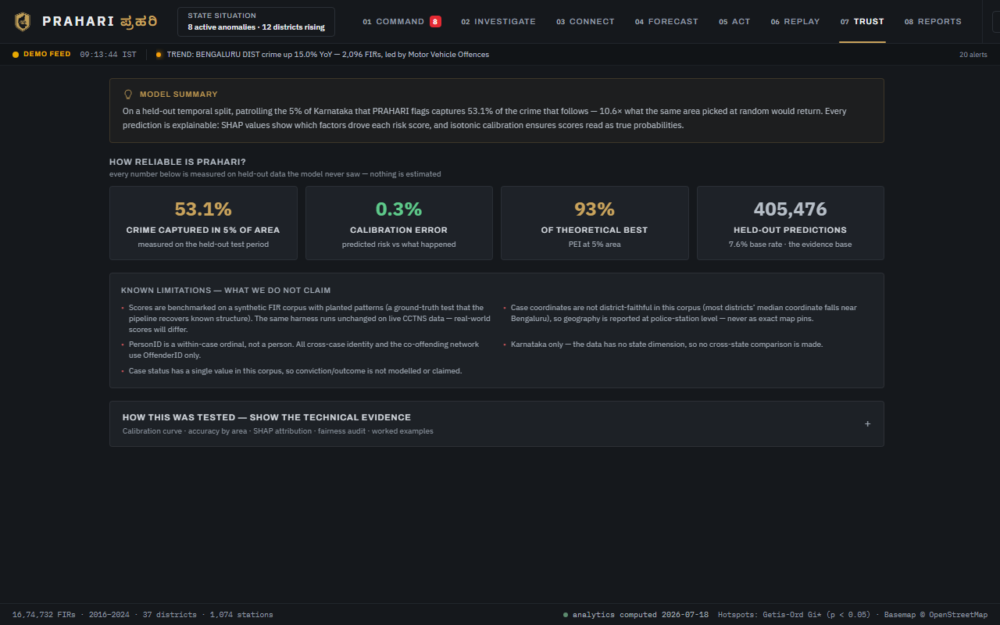 PRAHARI ಪ್ರಹರಿ
STATE SITUATION
8 active anomalies · 12 districts rising
01 COMMAND 8
02 INVESTIGATE
03 CONNECT
04 FORECAST
05 ACT
06 REPLAY
07 TRUST
08 REPORTS
DEMO FEED 09:13:44 IST
TREND: BENGALURU DIST crime up 15.0% YoY — 2,096 FIRs, led by Motor Vehicle Offences
20 alerts
MODEL SUMMARY
On a held-out temporal split, patrolling the 5% of Karnataka that PRAHARI flags captures 53.1% of the crime that follows — 10.6× what the same area picked at random would return. Every
prediction is explainable: SHAP values show which factors drove each risk score, and isotonic calibration ensures scores read as true probabilities.
HOW RELIABLE IS PRAHARI?
every number below is measured on held-out data the model never saw — nothing is estimated
53.1%
CRIME CAPTURED IN 5% OF AREA
measured on the held-out test period
0.3%
CALIBRATION ERROR
predicted risk vs what happened
93%
OF THEORETICAL BEST
PEI at 5% area
405,476
HELD-OUT PREDICTIONS
7.6% base rate · the evidence base
KNOWN LIMITATIONS — WHAT WE DO NOT CLAIM
• Scores are benchmarked on a synthetic FIR corpus with planted patterns (a ground-truth test that the
pipeline recovers known structure). The same harness runs unchanged on live CCTNS data — real-world
scores will differ.
• Case coordinates are not district-faithful in this corpus (most districts' median coordinate falls near
Bengaluru), so geography is reported at police-station level — never as exact map pins.
• PersonID is a within-case ordinal, not a person. All cross-case identity and the co-offending network
use OffenderID only.
• Karnataka only — the data has no state dimension, so no cross-state comparison is made.
• Case status has a single value in this corpus, so conviction/outcome is not modelled or claimed.
HOW THIS WAS TESTED — SHOW THE TECHNICAL EVIDENCE
Calibration curve · accuracy by area · SHAP attribution · fairness audit · worked examples
+
16,74,732 FIRs · 2016–2024 · 37 districts · 1,074 stations
analytics computed 2026-07-18
Hotspots: Getis-Ord Gi* (p < 0.05) · Basemap © OpenStreetMap